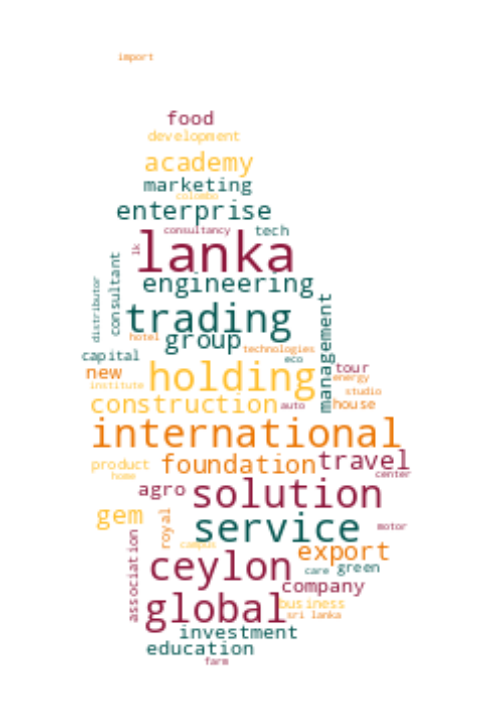 import
food
development
academy
marketing
colombo
enterprise
consultancy tech
lk lanka
engineering
distributor consultant trading
hotel group technologies management
capital eco
new holding tour
institute energy
studio
construction auto house
international
product foundation travel
home center
agro solution
gem royal service motor
campus export
association ceylon care green
company
global business
sri lanka
investment
education
farm